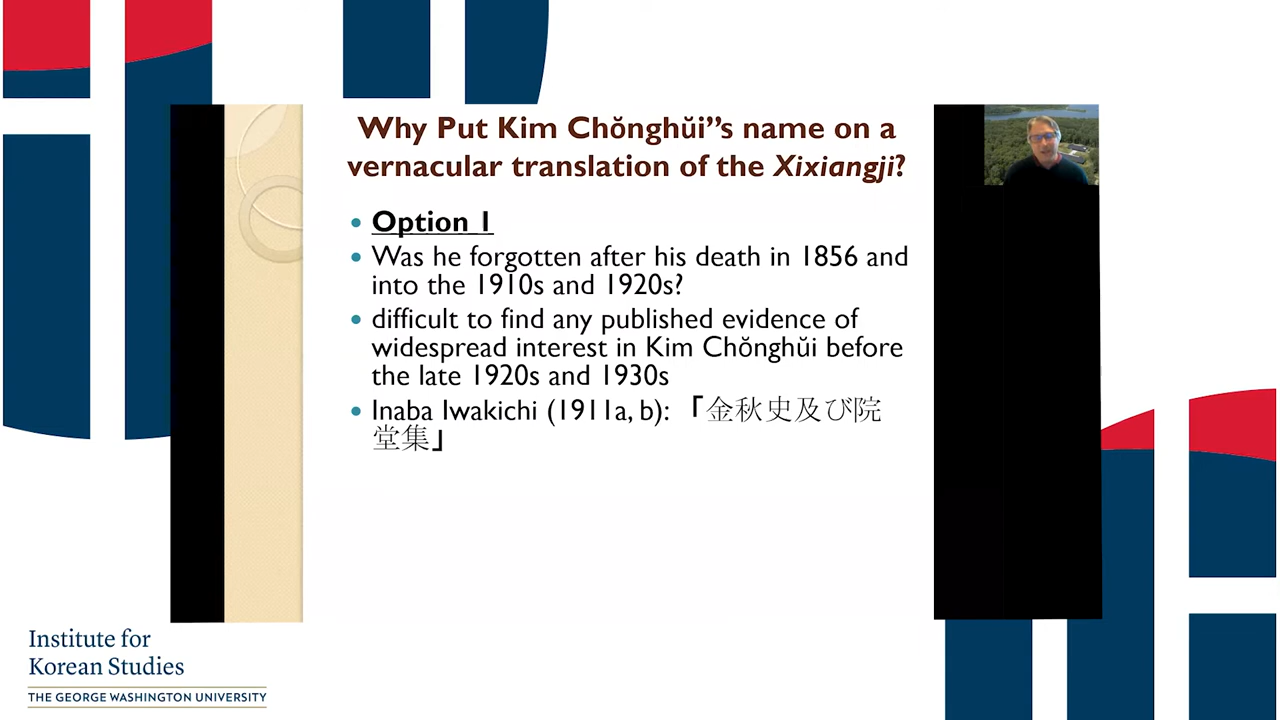 Why Put Kim Chŏnghŭi”s name on a
vernacular translation of the Xixiangji?
• Option 1
• Was he forgotten after his death in 1856 and
into the 1910s and 1920s?
• difficult to find any published evidence of
widespread interest in Kim Chŏnghŭi before
the late 1920s and 1930s
• Inaba Iwakichi (1911a, b): 「金秋史及び院
堂集」
Institute for
Korean Studies
THE GEORGE WASHINGTON UNIVERSITY